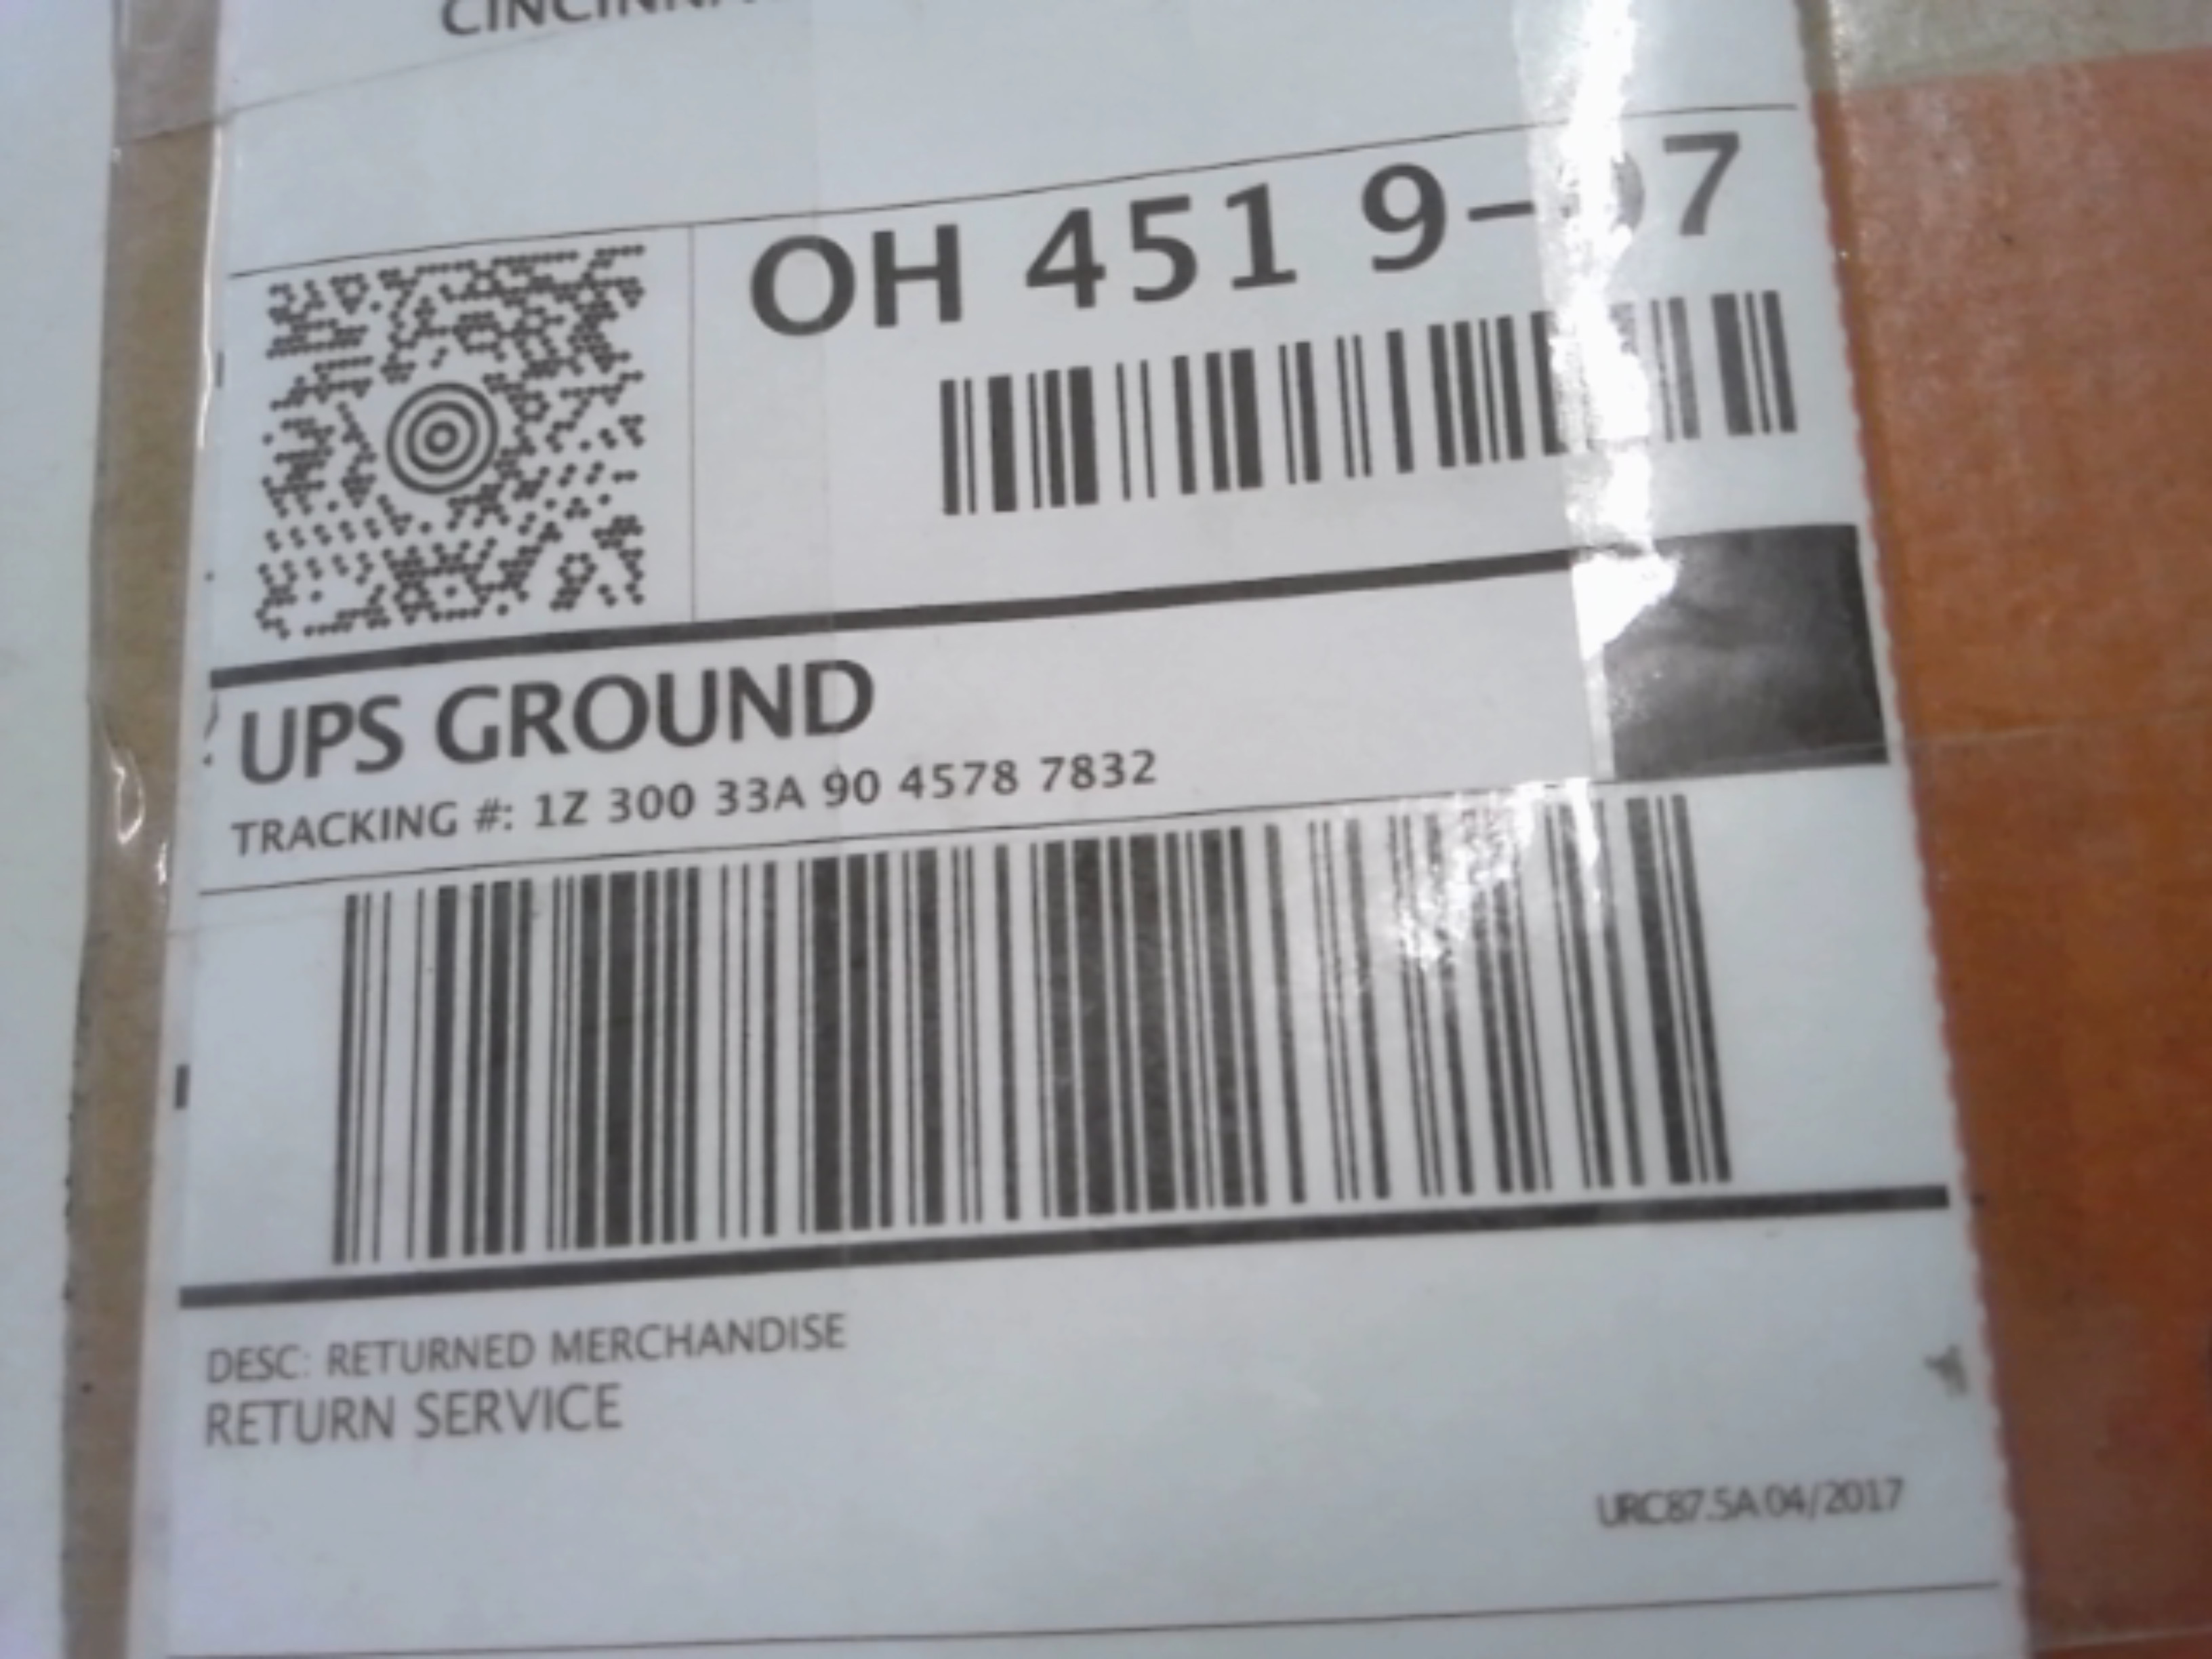 OH 451 9-07
UPS GROUND
TRACKING #: 1Z 300 33A 90 4578 7832
DESC: RETURNED MERCHANDISE
RETURN SERVICE
URC87.5A 04/2017